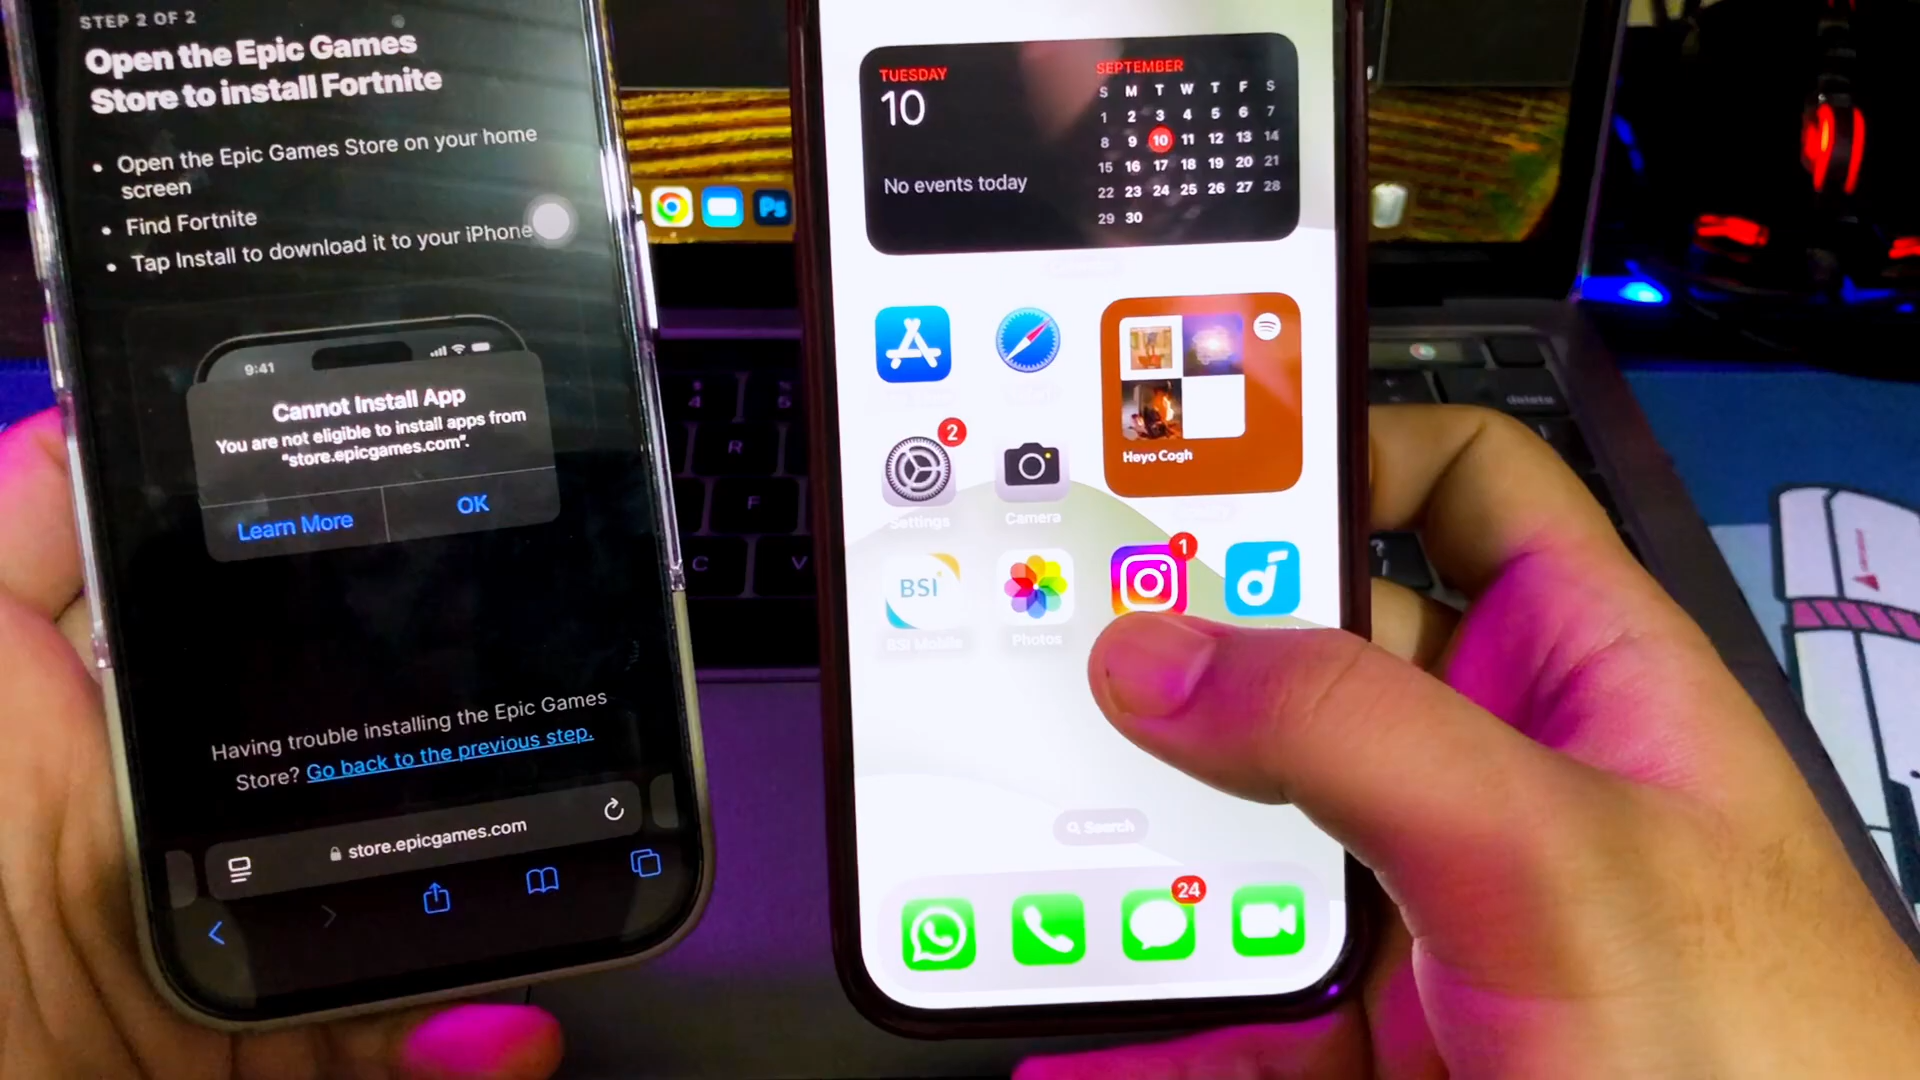 STEP 2 OF 2
Open the Epic Games
Store to install Fortnite
• Open the Epic Games Store on your home
screen
• Find Fortnite
• Tap Install to download it to your iPhone
9:41
Cannot Install App
You are not eligible to install apps from
"store.epicgames.com".
Learn More
OK
Having trouble installing the Epic Games
Store? Go back to the previous step.
store.epicgames.com
Ps
R
F
C
V
delete
TUESDAY
10
No events today
SEPTEMBER
S M T W T F S
1 2 3 4 5 6 7
8 9 10 11 12 13 14
15 16 17 18 19 20 21
22 23 24 25 26 27 28
29 30
Heyo Cogh
2
Settings
Camera
BSI
BSI Mobile
Photos
1
Search
24